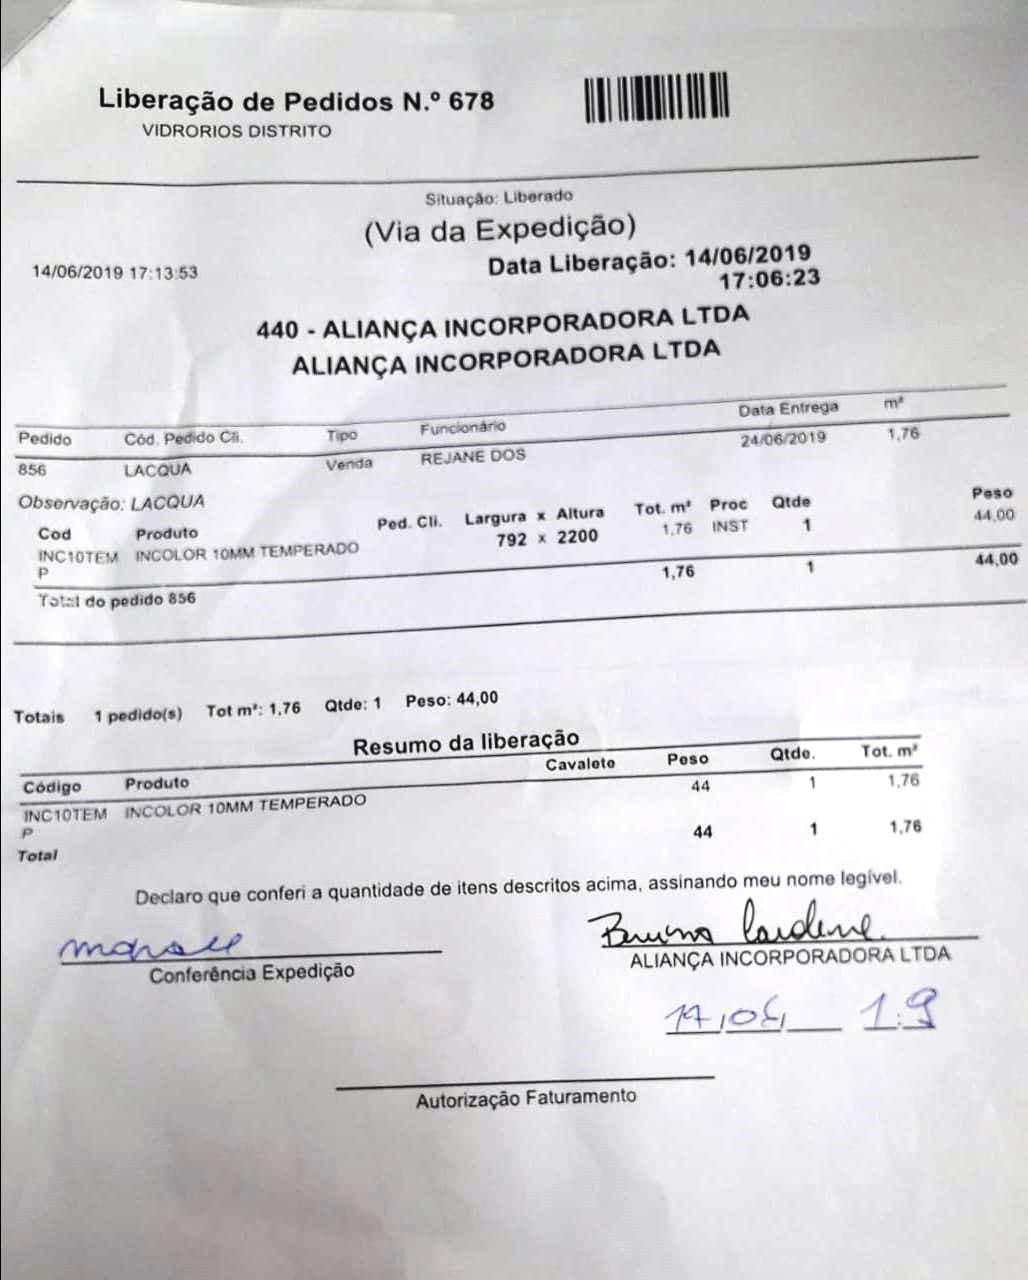 Liberação de Pedidos N.º 678
VIDRORIOS DISTRITO
Situação: Liberado
(Via da Expedição)
14/06/2019 17:13:53 Data Liberação: 14/06/2019
17:06:23
440 - ALIANÇA INCORPORADORA LTDA
ALIANÇA INCORPORADORA LTDA
Pedido Cód. Pedido Cli. Tipo Funcionário Data Entrega m²
856 LACQUA Venda REJANE DOS 24/06/2019 1,76
Observação: LACQUA
Cod Produto Ped. Cli. Largura x Altura Tot. m² Proc Qtde Peso
INC10TEM INCOLOR 10MM TEMPERADO 792 x 2200 1,76 INST 1 44,00
P
Total do pedido 856 1,76 1 44,00
Totais 1 pedido(s) Tot m²: 1,76 Qtde: 1 Peso: 44,00
Resumo da liberação
Código Produto Cavalete Peso Qtde. Tot. m²
INC10TEM INCOLOR 10MM TEMPERADO 44 1 1,76
P
Total 44 1 1,76
Declaro que conferi a quantidade de itens descritos acima, assinando meu nome legível.
Conferência Expedição
ALIANÇA INCORPORADORA LTDA
Autorização Faturamento